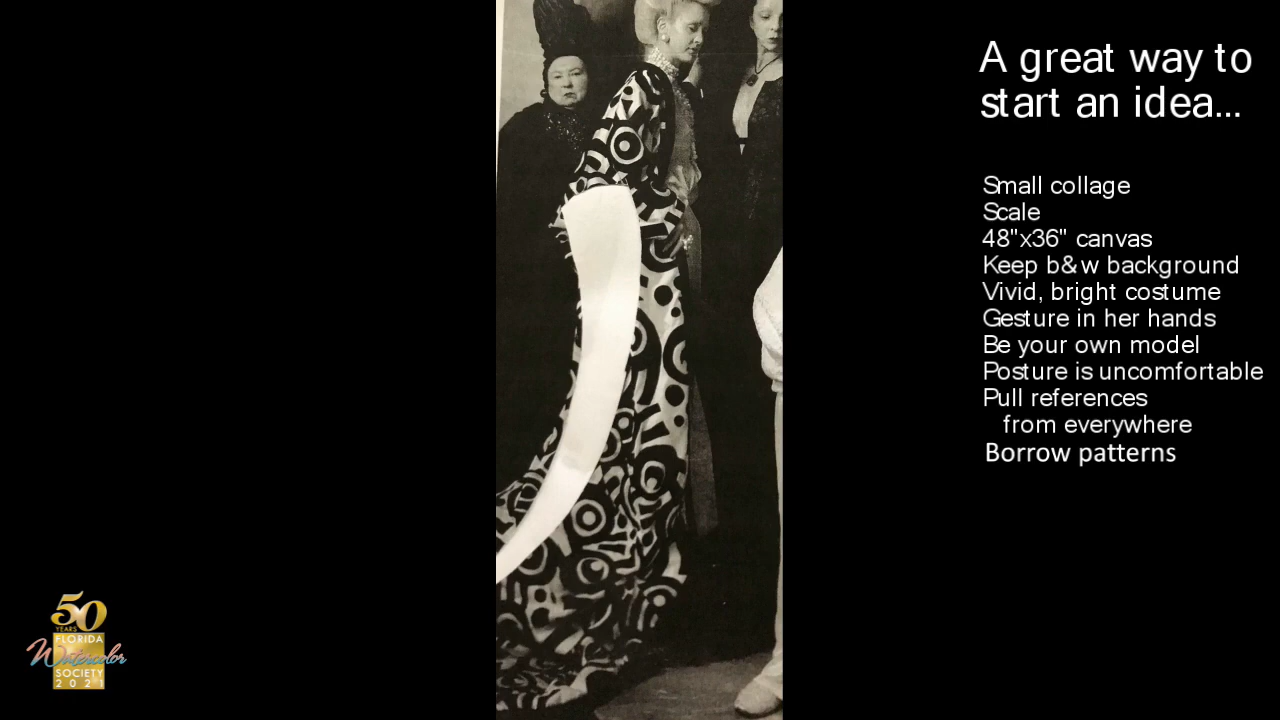 A great way to
start an idea...
Small collage
Scale
48"x36" canvas
Keep b&w background
Vivid, bright costume
Gesture in her hands
Be your own model
Posture is uncomfortable
Pull references
from everywhere
Borrow patterns
50
YEARS
FLORIDA
Watercolor
SOCIETY
2021